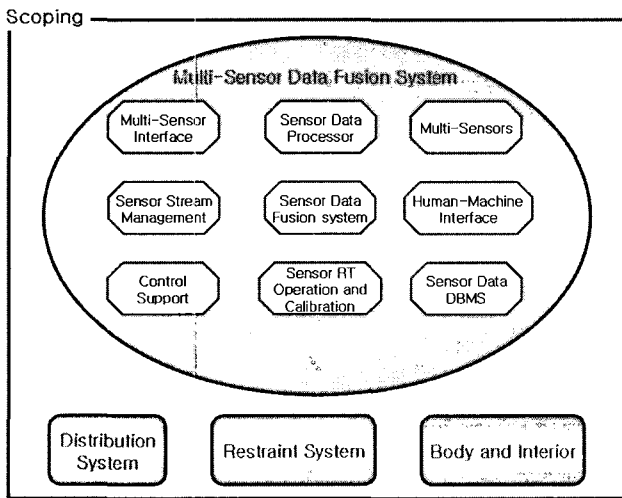 Scoping
Multi-Sensor Data Fusion System
Multi-Sensor
Interface
Sensor Data
Processor
Multi-Sensors
Sensor Stream
Management
Sensor Data
Fusion system
Human-Machine
Interface
Control
Support
Sensor RT
Operation and
Calibration
Sensor Data
DBMS
Distribution
System
Restraint System
Body and Interior